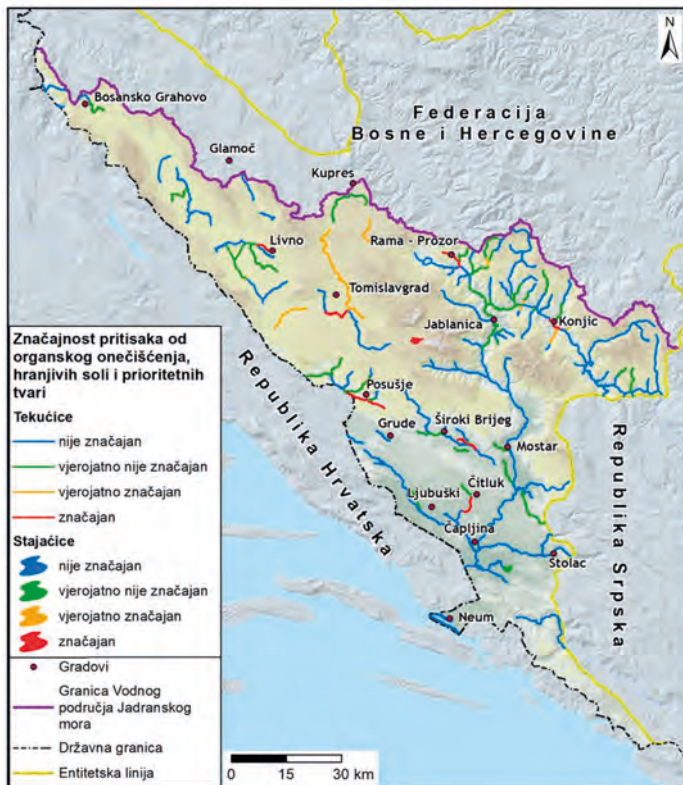 N
Bosansko Grahovo
Federacija
Bosne i Hercegovine
Glamoč
Kupres
Livno
Rama - Prozor
Tomislavgrad
Jablanica
Konjic
Posušje
Grude
Široki Brijeg
Mostar
Čitluk
Ljubuški
Čapljina
Stolac
Neum
Republika Hrvatska
Republika Srpska
Značajnost pritisaka od
organskog onečišćenja,
hranjivih soli i prioritetnih
tvari
Tekućice
nije značajan
vjerojatno nije značajan
vjerojatno značajan
značajan
Stajaćice
nije značajan
vjerojatno nije značajan
vjerojatno značajan
značajan
Gradovi
Granica Vodnog
područja Jadranskog
mora
Državna granica
Entitetska linija
0 15 30 km